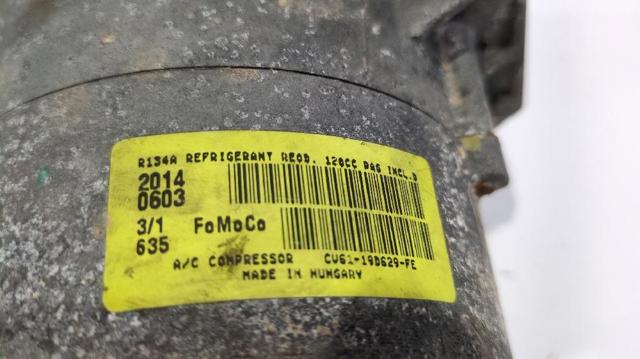 R134A REFRIGERANT REQD. 120CC PAG INCL.D
2014
0603
3/1 FoMoCo
635
A/C COMPRESSOR CV61-19D629-FE
MADE IN HUNGARY